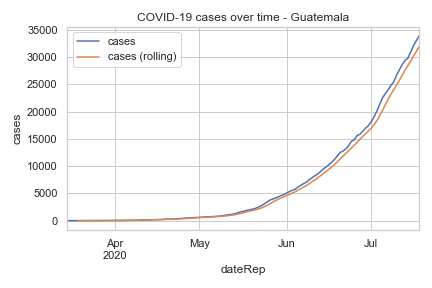 COVID-19 cases over time - Guatemala
cases
cases (rolling)
35000
30000
25000
20000
15000
10000
5000
0
cases
Apr
2020
May
Jun
Jul
dateRep